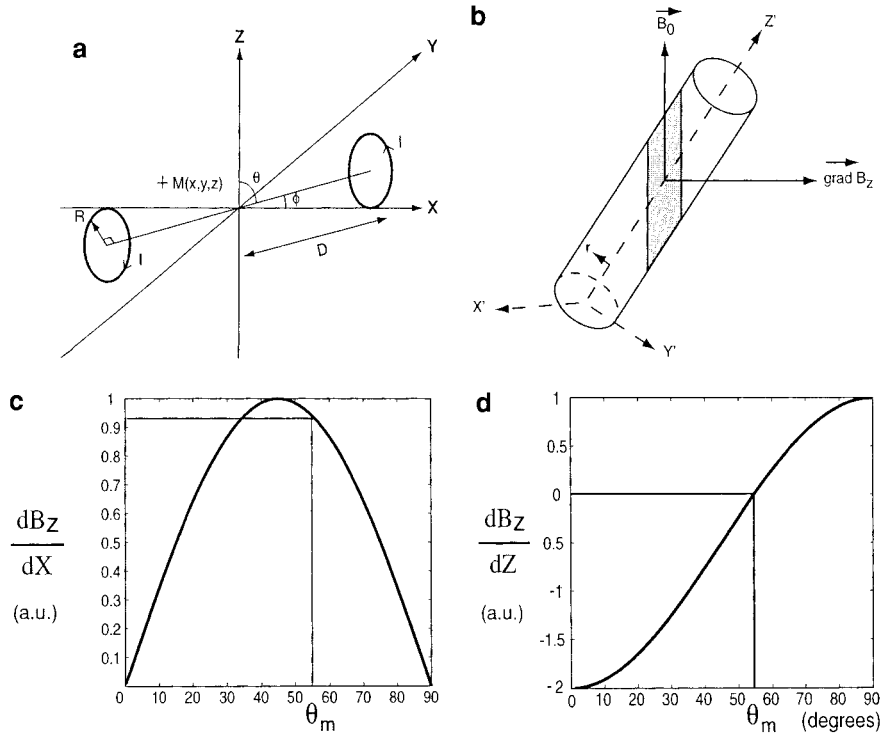 a
Z
Y
I
θ
+ M(x,y,z)
ϕ
X
R
I
D
b
B0
Z'
grad Bz
r
X'
Y'
c
1
0.9
0.8
0.7
0.6
0.5
0.4
0.3
0.2
0.1
dBz
dX
(a.u.)
0 10 20 30 40 50 60 70 80 90
θm
d
1
0.5
0
0.5
-1
-1.5
-2
dBz
dZ
(a.u.)
0 10 20 30 40 50 60 70 80 90
θm (degrees)